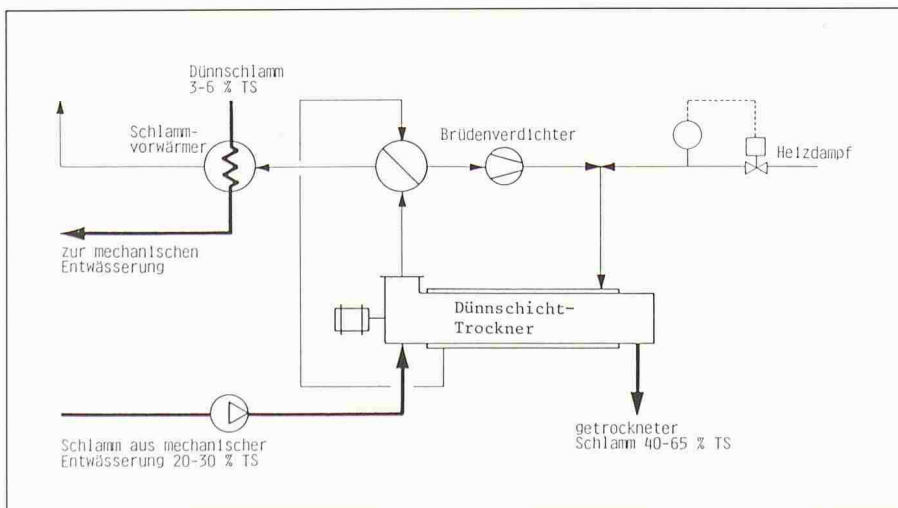 Dünnschlamm
3-6 % TS
Schlamm-
vorwärmer
Brüdenverdichter
Heizdampf
zur mechanischen
Entwässerung
Dünnschicht-
Trockner
Schlamm aus mechanischer
Entwässerung 20-30 % TS
getrockneter
Schlamm 40-65 % TS